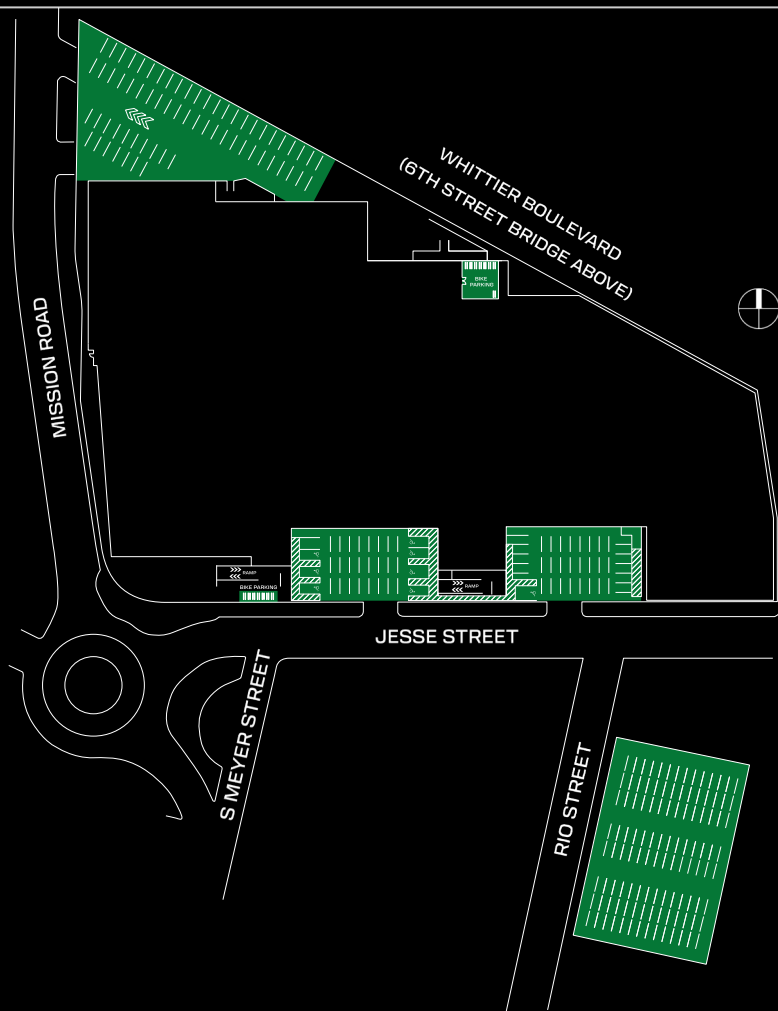 WHITTIER BOULEVARD
(6TH STREET BRIDGE ABOVE)
BIKE
PARKING
MISSION ROAD
RAMP
BIKE PARKING
RAMP
JESSE STREET
S MEYER STREET
RIO STREET